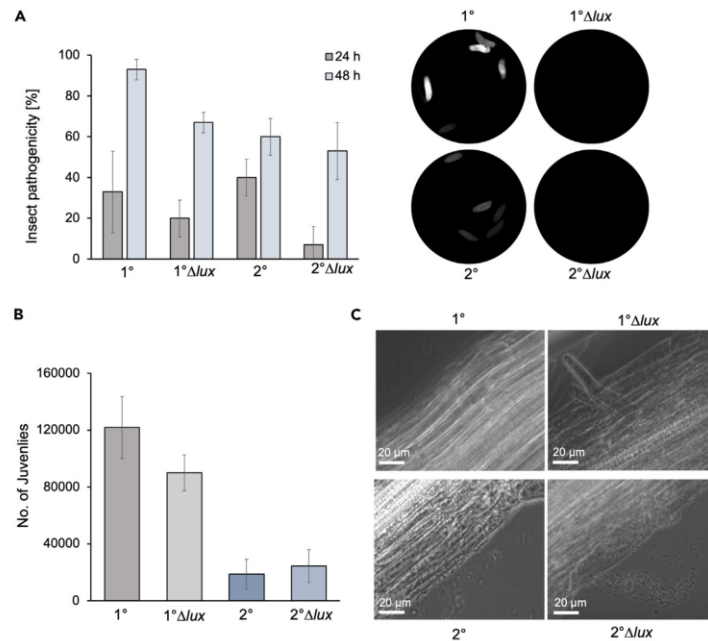 A
Insect pathogenicity [%]
100
80
60
40
20
0
24 h
48 h
1°
1°Δlux
2°
2°Δlux
1°
1°Δlux
2°
2°Δlux
B
No. of Juvenlies
160000
120000
80000
40000
0
1°
1°Δlux
2°
2°Δlux
C
1°
1°Δlux
20 µm
20 µm
20 µm
20 µm
2°
2°Δlux